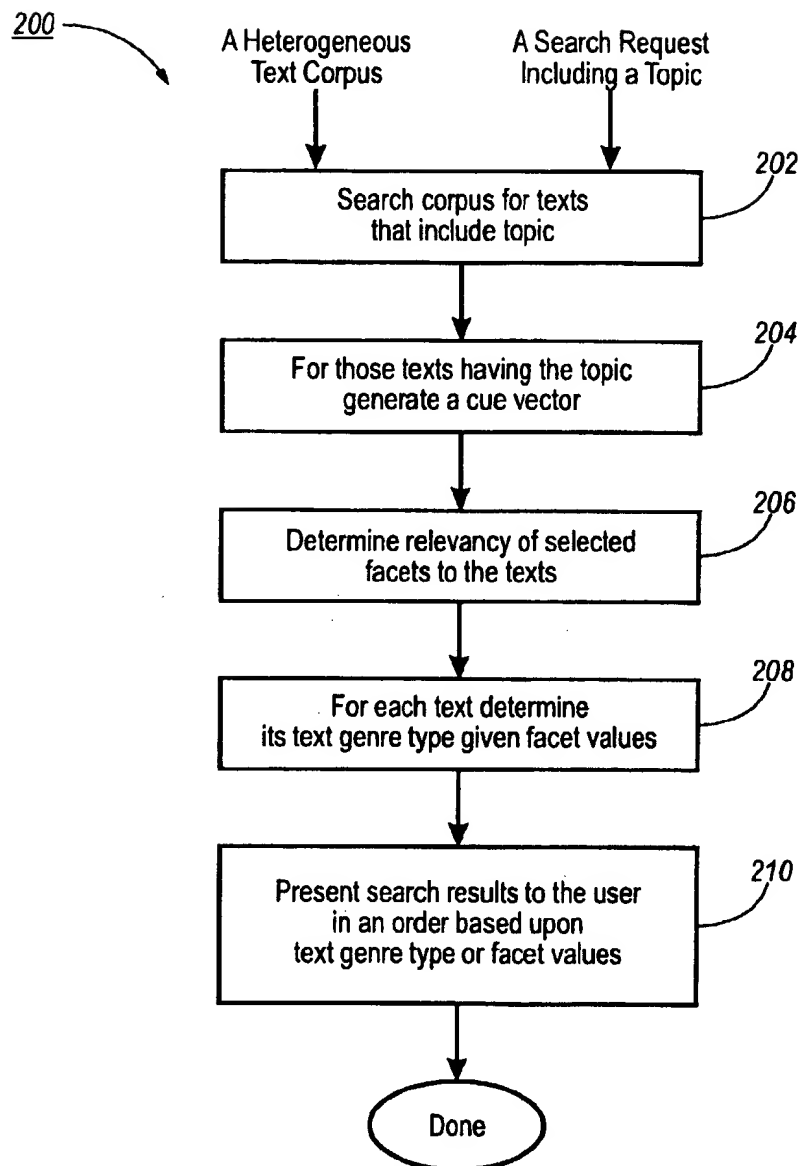 200
A Heterogeneous
Text Corpus
A Search Request
Including a Topic
202
Search corpus for texts
that include topic
204
For those texts having the topic
generate a cue vector
206
Determine relevancy of selected
facets to the texts
208
For each text determine
its text genre type given facet values
210
Present search results to the user
in an order based upon
text genre type or facet values
Done